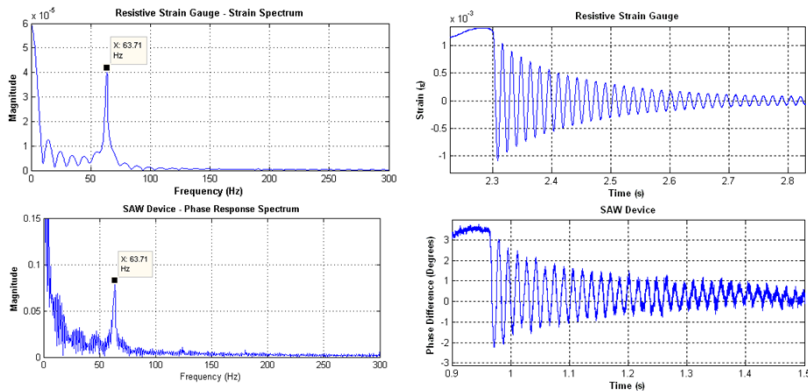 Resistive Strain Gauge - Strain Spectrum
x 10^-5
6
5
4
3
2
1
0
Magnitude
X: 63.71
Hz
0 50 100 150 200 250 300
Frequency (Hz)
Resistive Strain Gauge
x 10^-3
1
0.5
0
-0.5
-1
Strain (ε)
2.3 2.4 2.5 2.6 2.7 2.8
Time (s)
SAW Device - Phase Response Spectrum
0.15
0.1
0.05
0
Magnitude
X: 63.71
Hz
0 50 100 150 200 250 300
Frequency (Hz)
SAW Device
3
2
1
0
-1
-2
-3
Phase Difference (Degrees)
0.9 1 1.1 1.2 1.3 1.4 1.5
Time (s)